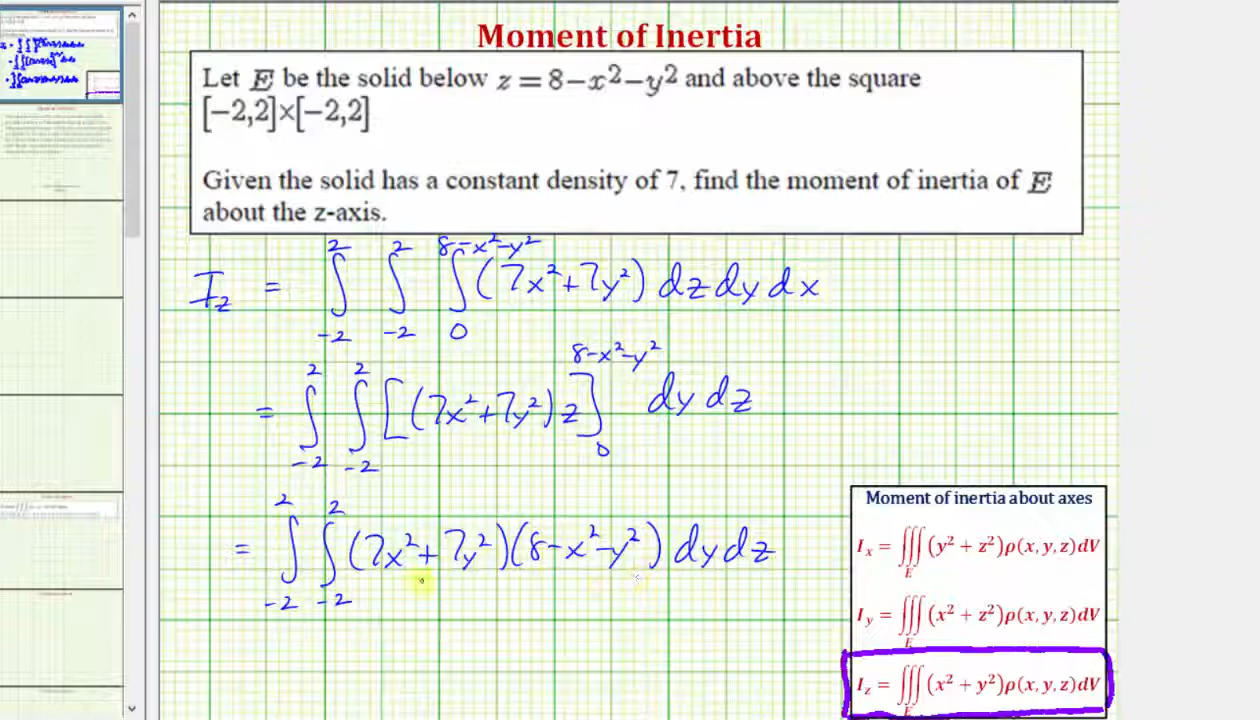 Moment of Inertia
Let E be the solid below z = 8−x²−y² and above the square
[−2,2]×[−2,2]
Given the solid has a constant density of 7, find the moment of inertia of E
about the z-axis.
I_z = ∫_{-2}^{2} ∫_{-2}^{2} ∫_{0}^{8-x²-y²} (7x²+7y²) dz dy dx
= ∫_{-2}^{2} ∫_{-2}^{2} [(7x²+7y²)z]_{0}^{8-x²-y²} dy dz
= ∫_{-2}^{2} ∫_{-2}^{2} (7x²+7y²)(8-x²-y²) dy dz
Moment of inertia about axes
I_x = ∭_E (y² + z²)ρ(x, y, z)dV
I_y = ∭_E (x² + z²)ρ(x, y, z)dV
I_z = ∭_E (x² + y²)ρ(x, y, z)dV